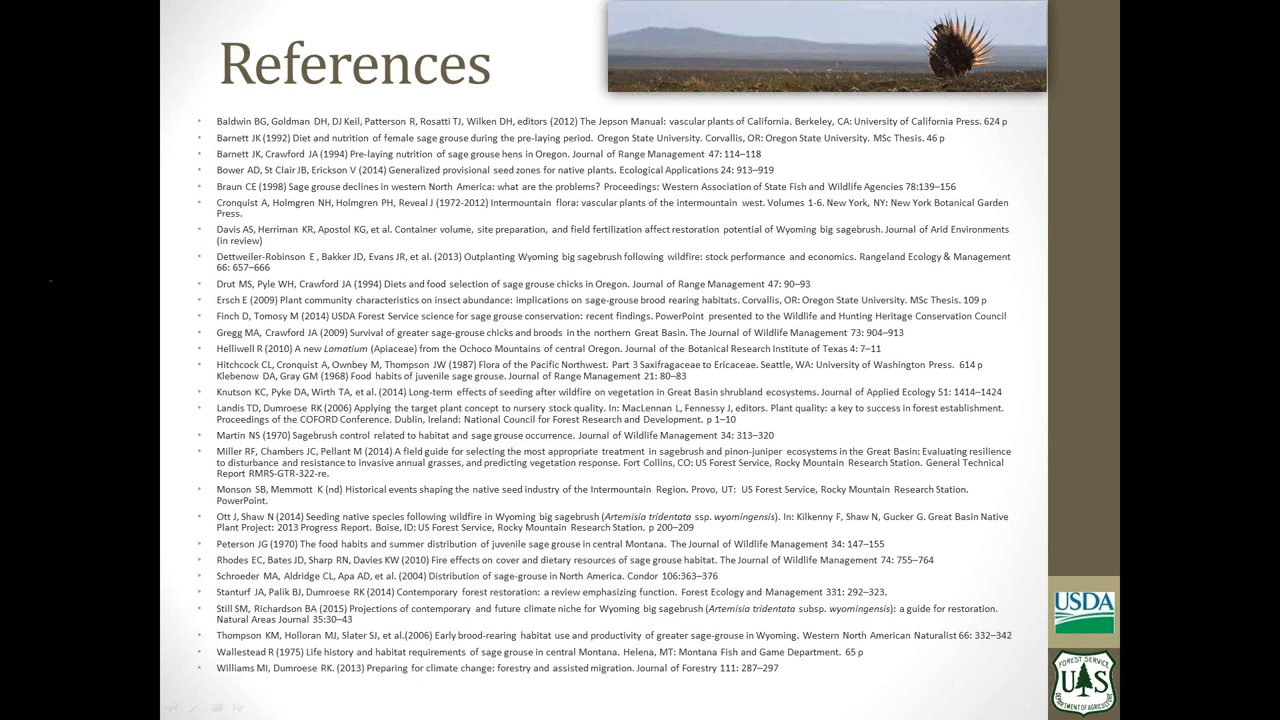 References
Baldwin BG, Goldman DH, DJ Keil, Patterson R, Rosatti TJ, Wilken DH, editors (2012) The Jepson Manual: vascular plants of California. Berkeley, CA: University of California Press. 624 p
Barnett JK (1992) Diet and nutrition of female sage grouse during the pre-laying period. Oregon State University. Corvallis, OR: Oregon State University. MSc Thesis. 46 p
Barnett JK, Crawford JA (1994) Pre-laying nutrition of sage grouse hens in Oregon. Journal of Range Management 47: 114–118
Bower AD, St Clair JB, Erickson V (2014) Generalized provisional seed zones for native plants. Ecological Applications 24: 913–919
Braun CE (1998) Sage grouse declines in western North America: what are the problems? Proceedings: Western Association of State Fish and Wildlife Agencies 78:139–156
Cronquist A, Holmgren NH, Holmgren PH, Reveal J (1972-2012) Intermountain flora: vascular plants of the intermountain west. Volumes 1-6. New York, NY: New York Botanical Garden
Press.
Davis AS, Herriman KR, Apostol KG, et al. Container volume, site preparation, and field fertilization affect restoration potential of Wyoming big sagebrush. Journal of Arid Environments
(in review)
Dettweiler-Robinson E , Bakker JD, Evans JR, et al. (2013) Outplanting Wyoming big sagebrush following wildfire: stock performance and economics. Rangeland Ecology & Management
66: 657–666
Drut MS, Pyle WH, Crawford JA (1994) Diets and food selection of sage grouse chicks in Oregon. Journal of Range Management 47: 90–93
Ersch E (2009) Plant community characteristics on insect abundance: implications on sage-grouse brood rearing habitats. Corvallis, OR: Oregon State University. MSc Thesis. 109 p
Finch D, Tomosy M (2014) USDA Forest Service science for sage grouse conservation: recent findings. PowerPoint presented to the Wildlife and Hunting Heritage Conservation Council
Gregg MA, Crawford JA (2009) Survival of greater sage-grouse chicks and broods in the northern Great Basin. The Journal of Wildlife Management 73: 904–913
Helliwell R (2010) A new Lomatium (Apiaceae) from the Ochoco Mountains of central Oregon. Journal of the Botanical Research Institute of Texas 4: 7–11
Hitchcock CL, Cronquist A, Ownbey M, Thompson JW (1987) Flora of the Pacific Northwest. Part 3 Saxifragaceae to Ericaceae. Seattle, WA: University of Washington Press. 614 p
Klebenow DA, Gray GM (1968) Food habits of juvenile sage grouse. Journal of Range Management 21: 80–83
Knutson KC, Pyke DA, Wirth TA, et al. (2014) Long-term effects of seeding after wildfire on vegetation in Great Basin shrubland ecosystems. Journal of Applied Ecology 51: 1414–1424
Landis TD, Dumroese RK (2006) Applying the target plant concept to nursery stock quality. In: MacLennan L, Fennessy J, editors. Plant quality: a key to success in forest establishment.
Proceedings of the COFORD Conference. Dublin, Ireland: National Council for Forest Research and Development. p 1–10
Martin NS (1970) Sagebrush control related to habitat and sage grouse occurrence. Journal of Wildlife Management 34: 313–320
Miller RF, Chambers JC, Pellant M (2014) A field guide for selecting the most appropriate treatment in sagebrush and pinon-juniper ecosystems in the Great Basin: Evaluating resilience
to disturbance and resistance to invasive annual grasses, and predicting vegetation response. Fort Collins, CO: US Forest Service, Rocky Mountain Research Station. General Technical
Report RMRS-GTR-322-re.
Monson SB, Memmott K (nd) Historical events shaping the native seed industry of the Intermountain Region. Provo, UT: US Forest Service, Rocky Mountain Research Station.
PowerPoint.
Ott J, Shaw N (2014) Seeding native species following wildfire in Wyoming big sagebrush (Artemisia tridentata ssp. wyomingensis). In: Kilkenny F, Shaw N, Gucker G. Great Basin Native
Plant Project: 2013 Progress Report. Boise, ID: US Forest Service, Rocky Mountain Research Station. p 200–209
Peterson JG (1970) The food habits and summer distribution of juvenile sage grouse in central Montana. The Journal of Wildlife Management 34: 147–155
Rhodes EC, Bates JD, Sharp RN, Davies KW (2010) Fire effects on cover and dietary resources of sage grouse habitat. The Journal of Wildlife Management 74: 755–764
Schroeder MA, Aldridge CL, Apa AD, et al. (2004) Distribution of sage-grouse in North America. Condor 106:363–376
Stanturf JA, Palik BJ, Dumroese RK (2014) Contemporary forest restoration: a review emphasizing function. Forest Ecology and Management 331: 292–323.
Still SM, Richardson BA (2015) Projections of contemporary and future climate niche for Wyoming big sagebrush (Artemisia tridentata subsp. wyomingensis): a guide for restoration.
Natural Areas Journal 35:30–43
Thompson KM, Holloran MJ, Slater SJ, et al.(2006) Early brood-rearing habitat use and productivity of greater sage-grouse in Wyoming. Western North American Naturalist 66: 332–342
Wallestead R (1975) Life history and habitat requirements of sage grouse in central Montana. Helena, MT: Montana Fish and Game Department. 65 p
Williams MI, Dumroese RK. (2013) Preparing for climate change: forestry and assisted migration. Journal of Forestry 111: 287–297
USDA
FOREST SERVICE
U S
DEPARTMENT OF AGRICULTURE